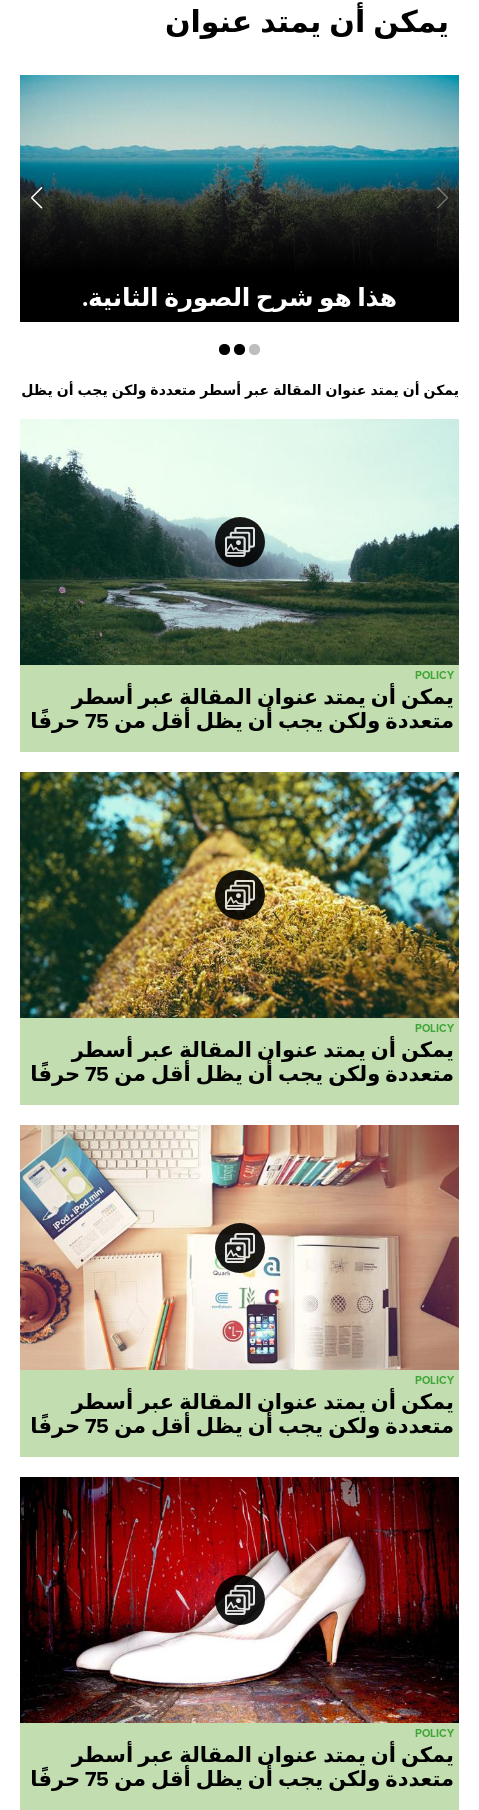 يمكن أن يمتد عنوان
هذا هو شرح الصورة الثانية.
يمكن أن يمتد عنوان المقالة عبر أسطر متعددة ولكن يجب أن يظل
POLICY
يمكن أن يمتد عنوان المقالة عبر أسطر
متعددة ولكن يجب أن يظل أقل من 75 حرفًا
POLICY
يمكن أن يمتد عنوان المقالة عبر أسطر
متعددة ولكن يجب أن يظل أقل من 75 حرفًا
iPod & iPod mini
Quark
POLICY
يمكن أن يمتد عنوان المقالة عبر أسطر
متعددة ولكن يجب أن يظل أقل من 75 حرفًا
POLICY
يمكن أن يمتد عنوان المقالة عبر أسطر
متعددة ولكن يجب أن يظل أقل من 75 حرفًا